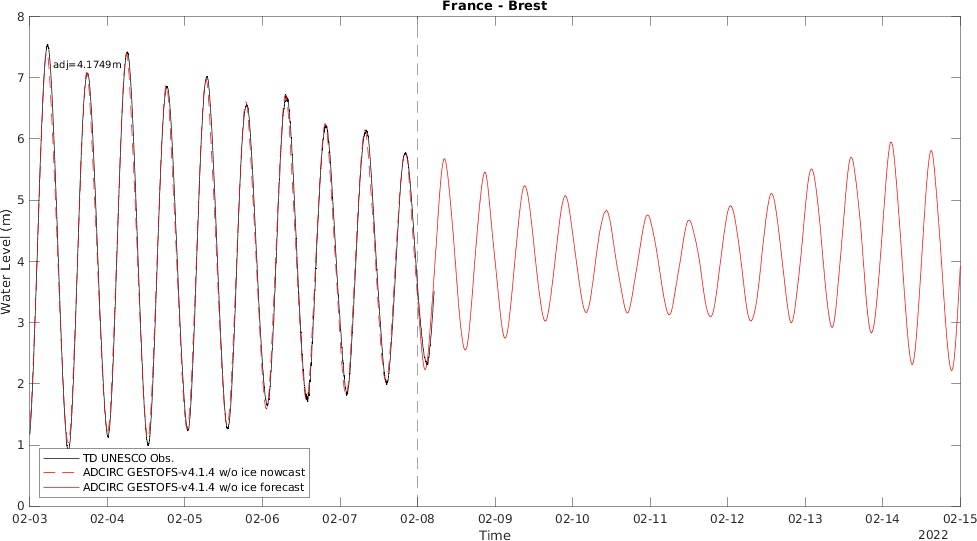 France - Brest
8
7
6
5
4
3
2
1
0
Water Level (m)
adj=4.1749m
TD UNESCO Obs.
ADCIRC GESTOFS-v4.1.4 w/o ice nowcast
ADCIRC GESTOFS-v4.1.4 w/o ice forecast
02-03 02-04 02-05 02-06 02-07 02-08 02-09 02-10 02-11 02-12 02-13 02-14 02-15
Time
2022